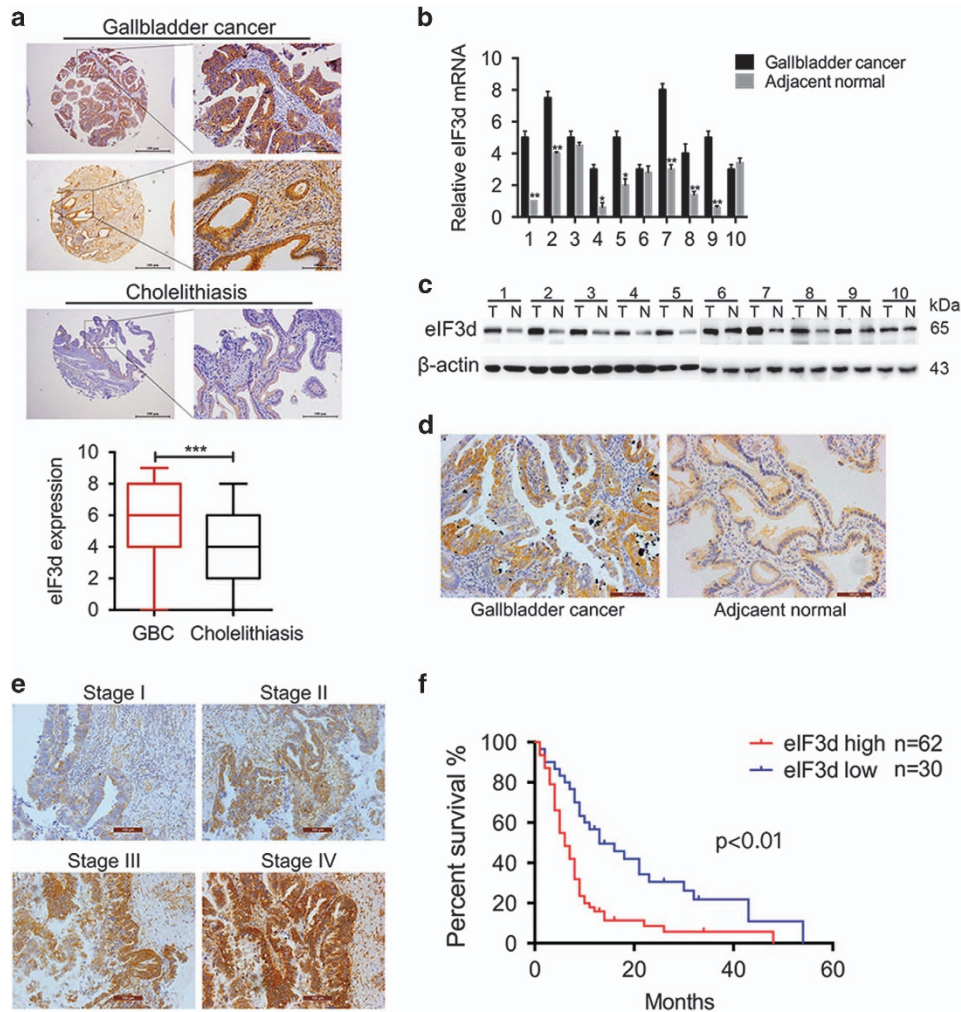 a
Gallbladder cancer
Cholelithiasis
***
eIF3d expression
10
8
6
4
2
0
GBC Cholelithiasis
b
Relative eIF3d mRNA
10
8
6
4
2
0
Gallbladder cancer
Adjacent normal
** ** * * ** ** **
1 2 3 4 5 6 7 8 9 10
c
1 2 3 4 5 6 7 8 9 10
T N T N T N T N T N T N T N T N T N T N kDa
eIF3d 65
β-actin 43
d
Gallbladder cancer Adjcaent normal
e
Stage I Stage II
Stage III Stage IV
f
Percent survival %
100
80
60
40
20
0
eIF3d high n=62
eIF3d low n=30
p<0.01
0 20 40 60
Months